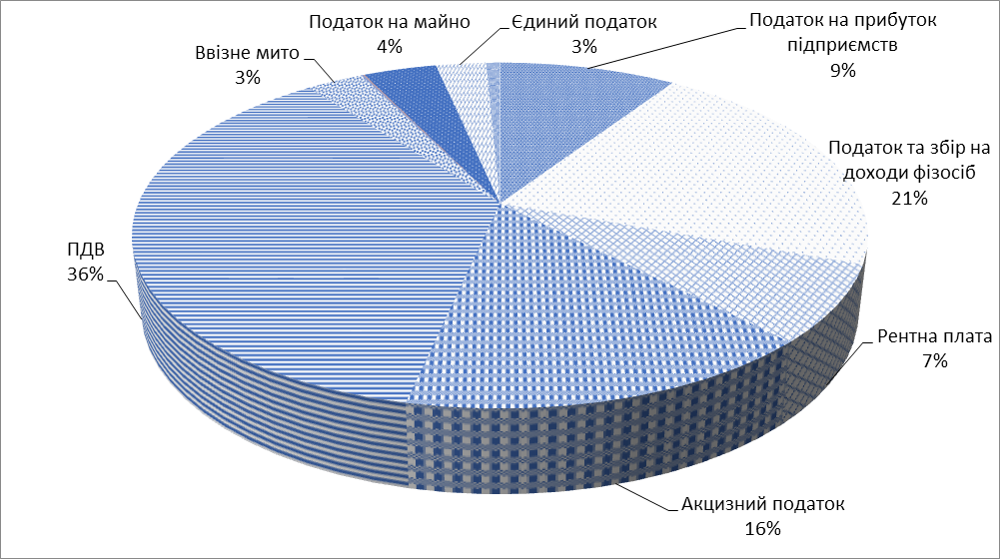 Податок на майно
4%
Єдиний податок
3%
Податок на прибуток
підприємств
9%
Ввізне мито
3%
Податок та збір на
доходи фізосіб
21%
ПДВ
36%
Рентна плата
7%
Акцизний податок
16%